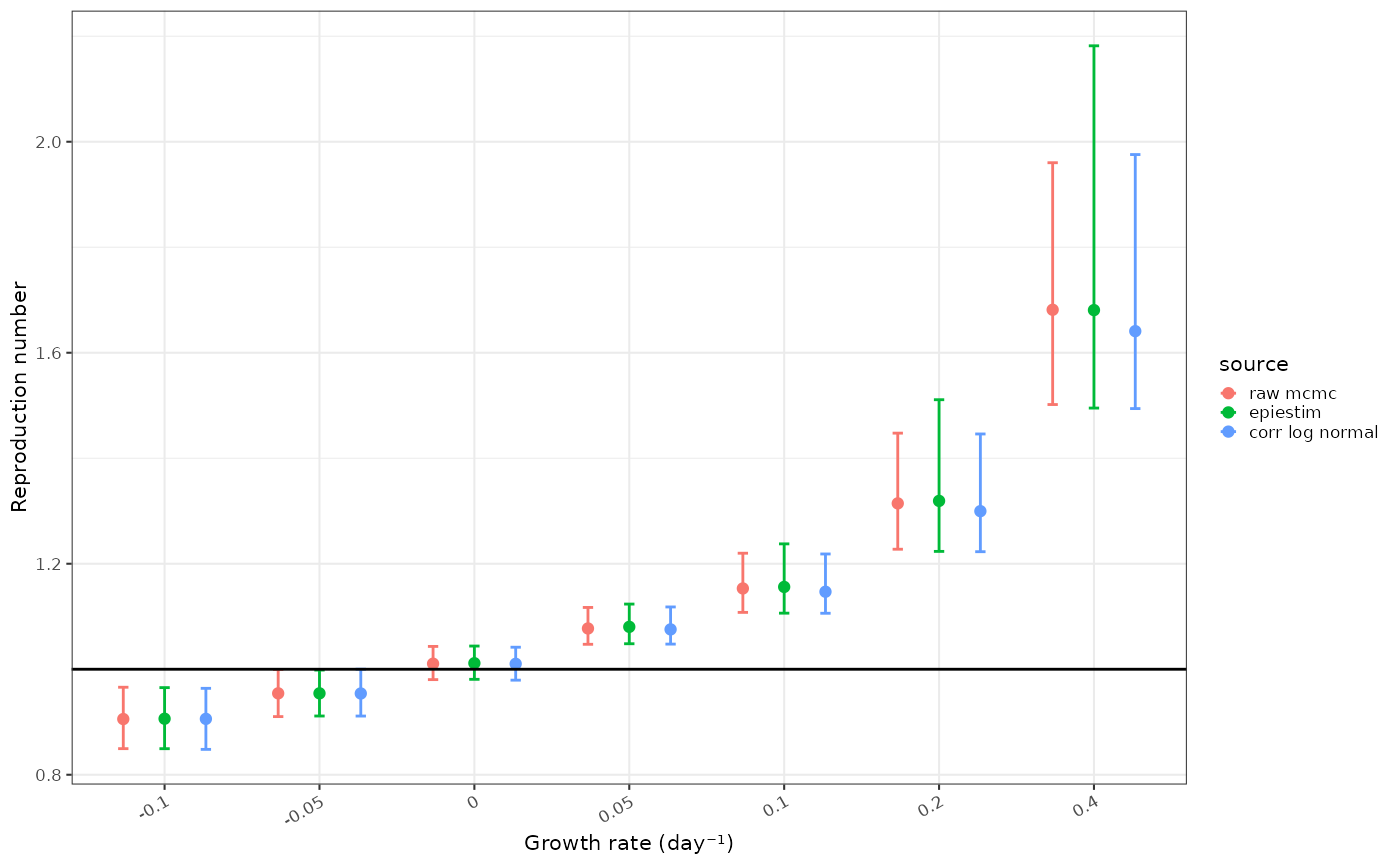 Reproduction number
2.0
1.6
1.2
0.8
-0.1
-0.05
0
0.05
0.1
0.2
0.4
Growth rate (day⁻¹)
source
raw mcmc
epiestim
corr log normal